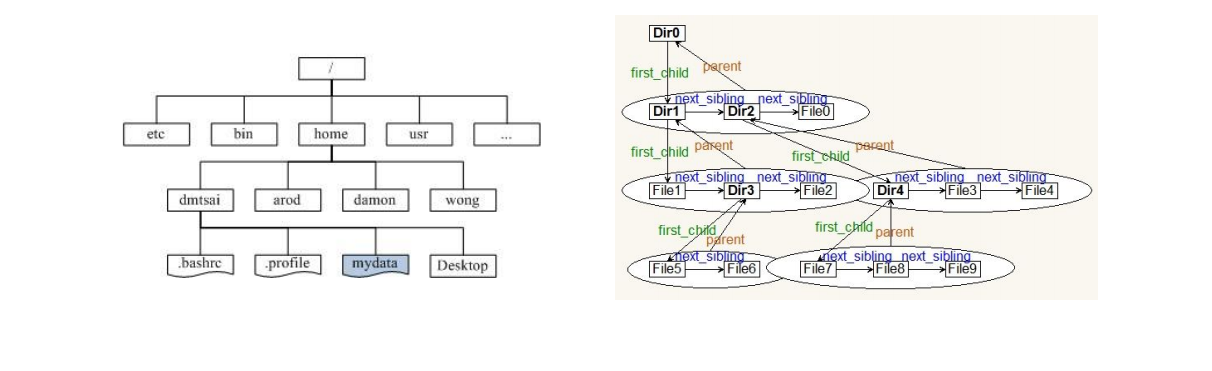 /
etc bin home usr ...
dmtsai arod damon wong
.bashrc .profile mydata Desktop
Dir0
first_child parent
next_sibling next_sibling
Dir1 Dir2 File0
first_child parent first_child parent
next_sibling next_sibling next_sibling next_sibling
File1 Dir3 File2 Dir4 File3 File4
first_child parent first_child parent
next_sibling next_sibling next_sibling
File5 File6 File7 File8 File9